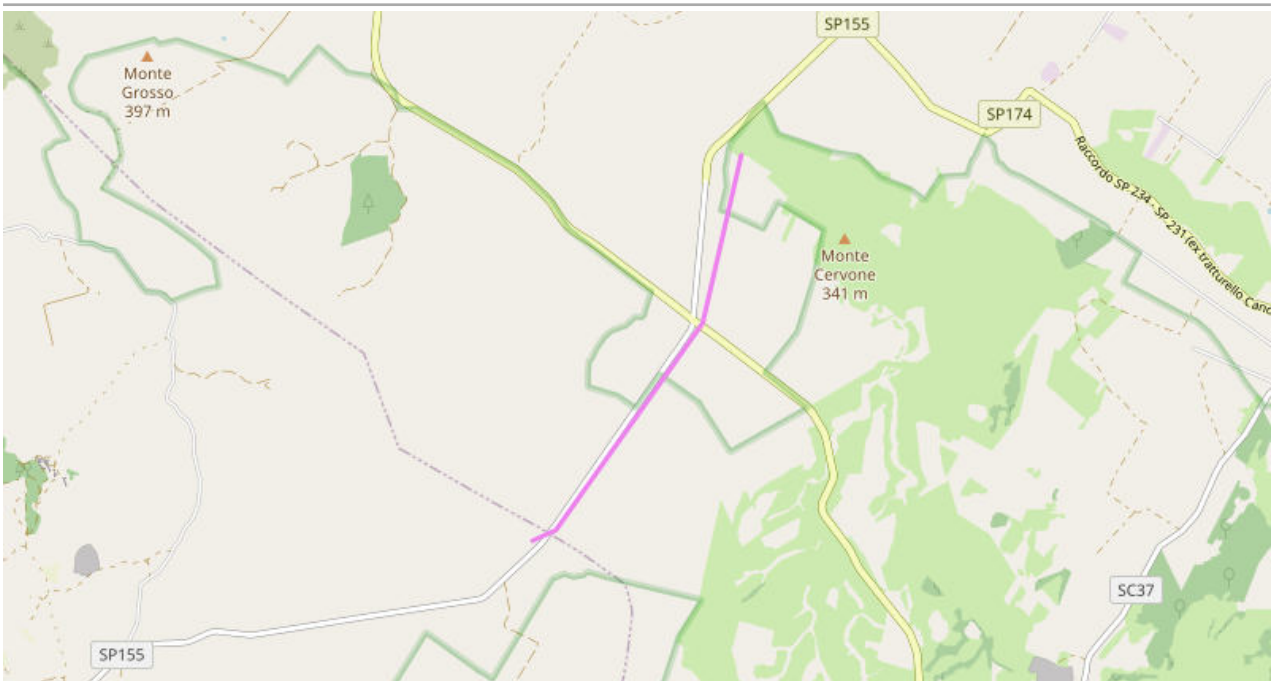 SP155
Monte
Grosso
397 m
SP174
Raccordo SP 234 - SP 231 (ex tratturello Cano
Monte
Cervone
341 m
SC37
SP155